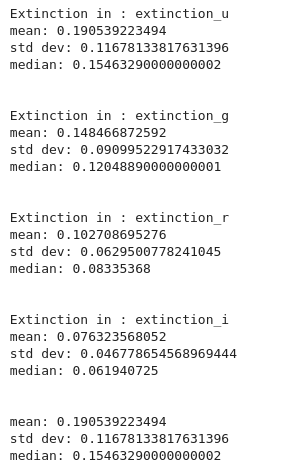 Extinction in : extinction_u
mean: 0.190539223494
std dev: 0.11678133817631396
median: 0.15463290000000002
Extinction in : extinction_g
mean: 0.148466872592
std dev: 0.09099522917433032
median: 0.12048890000000001
Extinction in : extinction_r
mean: 0.102708695276
std dev: 0.0629500778241045
median: 0.08335368
Extinction in : extinction_i
mean: 0.076323568052
std dev: 0.046778654568969444
median: 0.061940725
mean: 0.190539223494
std dev: 0.11678133817631396
median: 0.15463290000000002